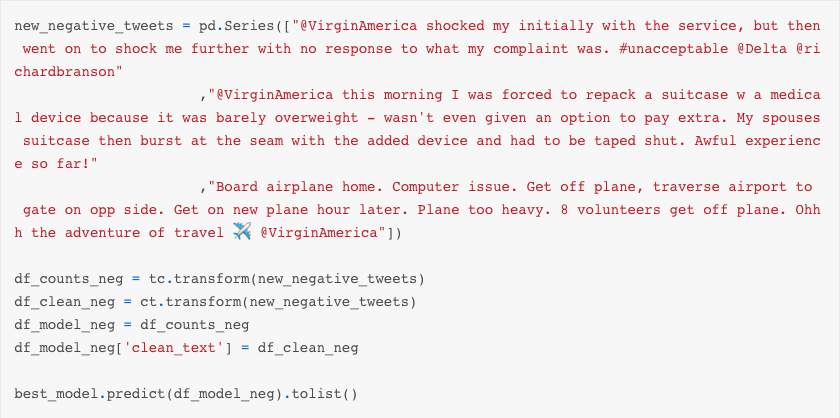 new_negative_tweets = pd.Series(["@VirginAmerica shocked my initially with the service, but then
went on to shock me further with no response to what my complaint was. #unacceptable @Delta @ri
chardbranson"
,"@VirginAmerica this morning I was forced to repack a suitcase w a medica
l device because it was barely overweight - wasn't even given an option to pay extra. My spouses
suitcase then burst at the seam with the added device and had to be taped shut. Awful experienc
e so far!"
,"Board airplane home. Computer issue. Get off plane, traverse airport to
gate on opp side. Get on new plane hour later. Plane too heavy. 8 volunteers get off plane. Ohh
h the adventure of travel ✈️ @VirginAmerica"])
df_counts_neg = tc.transform(new_negative_tweets)
df_clean_neg = ct.transform(new_negative_tweets)
df_model_neg = df_counts_neg
df_model_neg['clean_text'] = df_clean_neg
best_model.predict(df_model_neg).tolist()